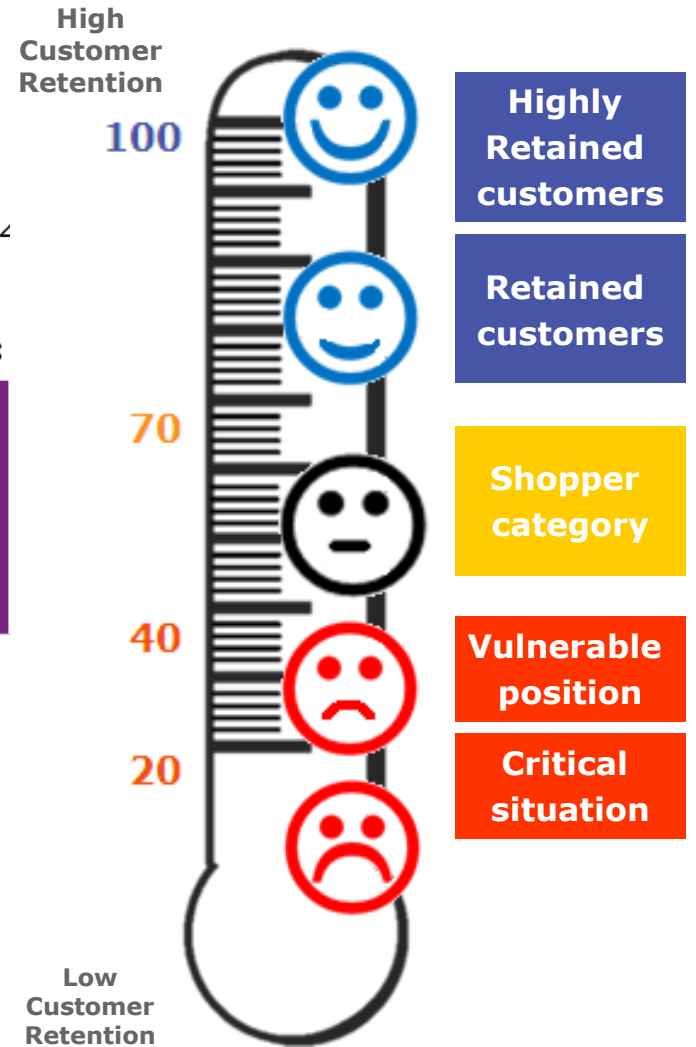 High
Customer
Retention
100
Highly
Retained
customers
Retained
customers
70
Shopper
category
40
Vulnerable
position
20
Critical
situation
Low
Customer
Retention